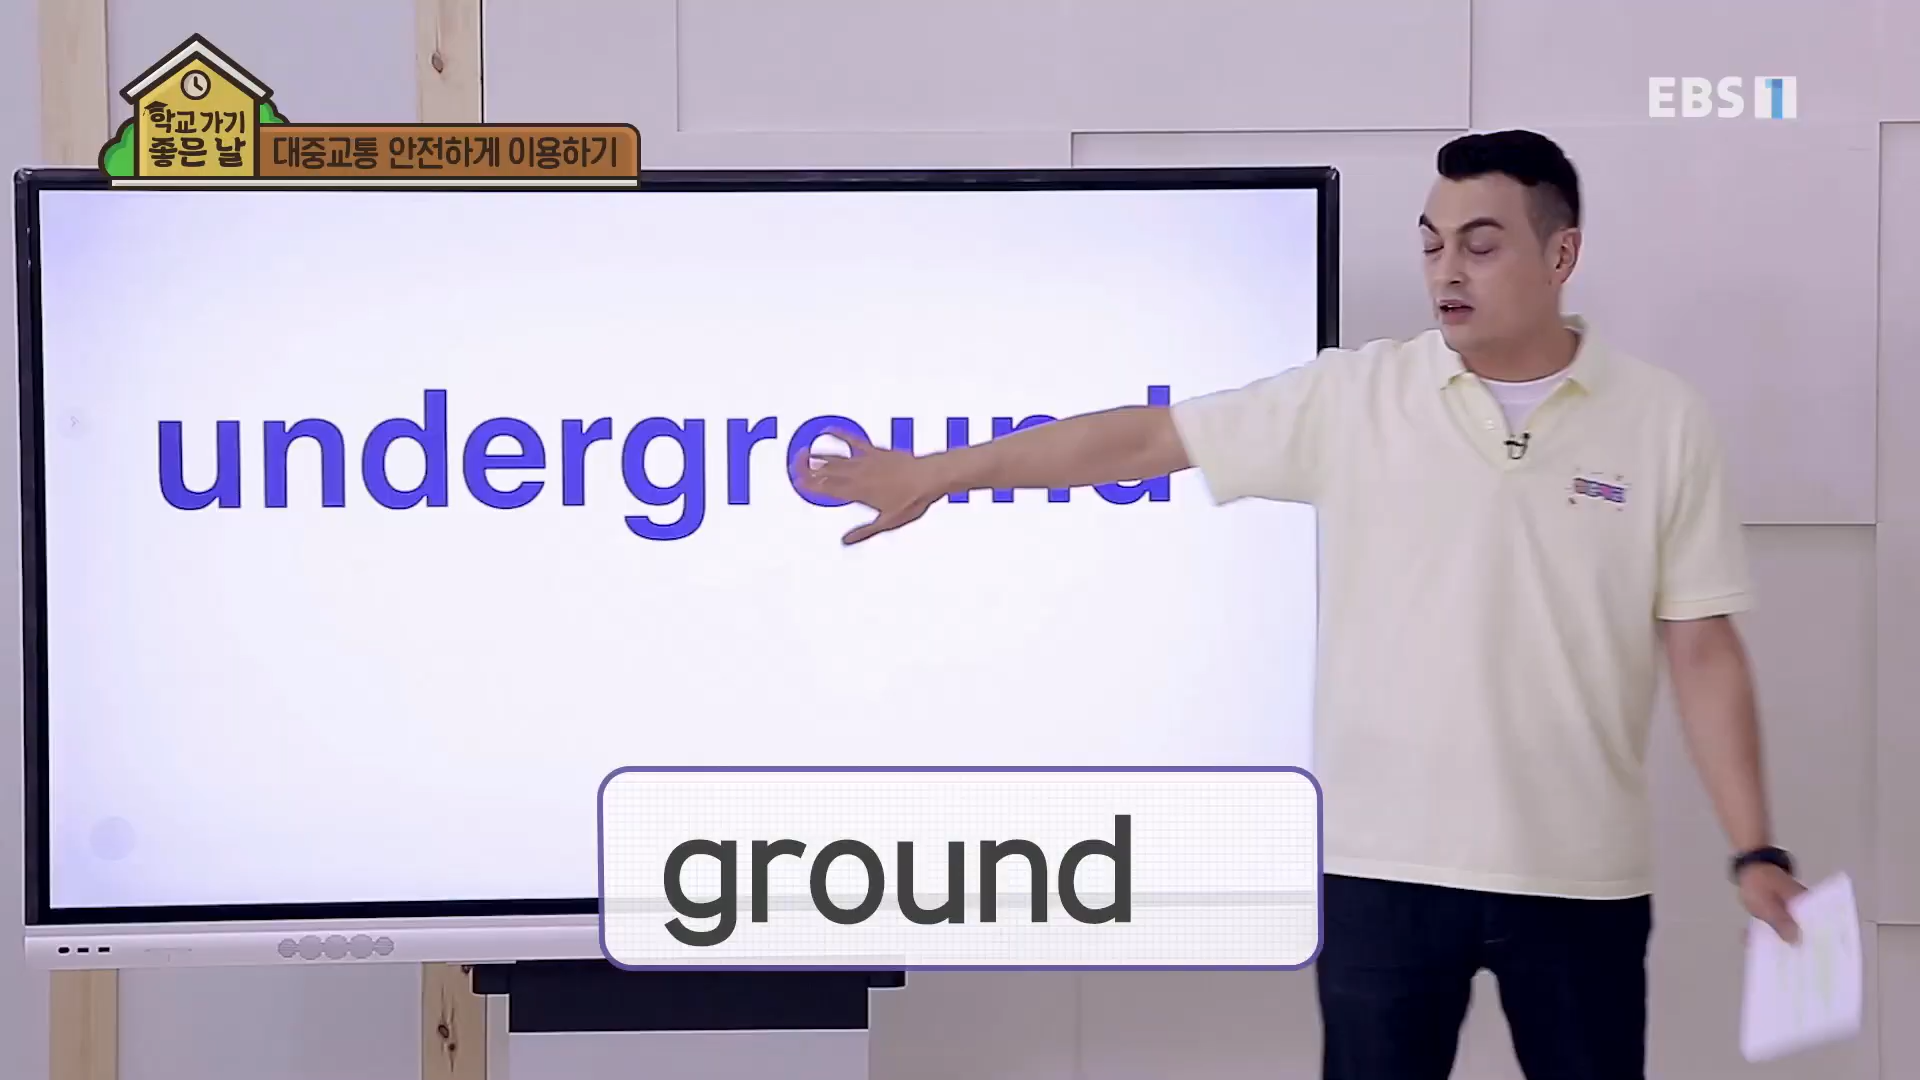 학교 가기
좋은 날
대중교통 안전하게 이용하기
EBS 1
underground
ground